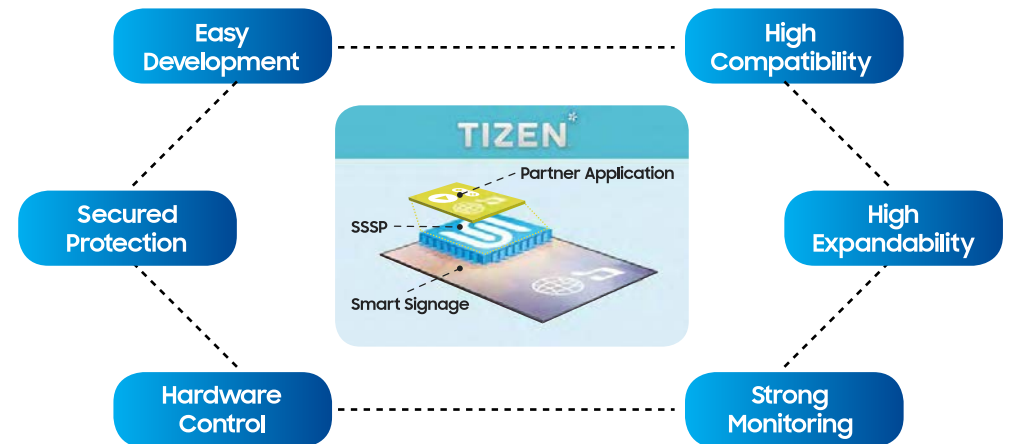 Easy
Development
High
Compatibility
TIZEN
Partner Application
SSSP
Smart Signage
Secured
Protection
High
Expandability
Hardware
Control
Strong
Monitoring